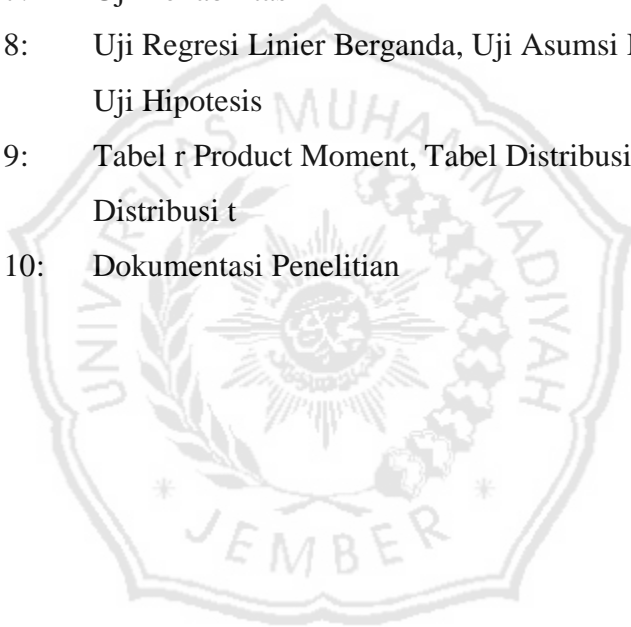 8: Uji Regresi Linier Berganda, Uji Asumsi
Uji Hipotesis
9: Tabel r Product Moment, Tabel Distribusi
Distribusi t
10: Dokumentasi Penelitian
UNIVERSITAS MUHAMMADIYAH
JEMBER